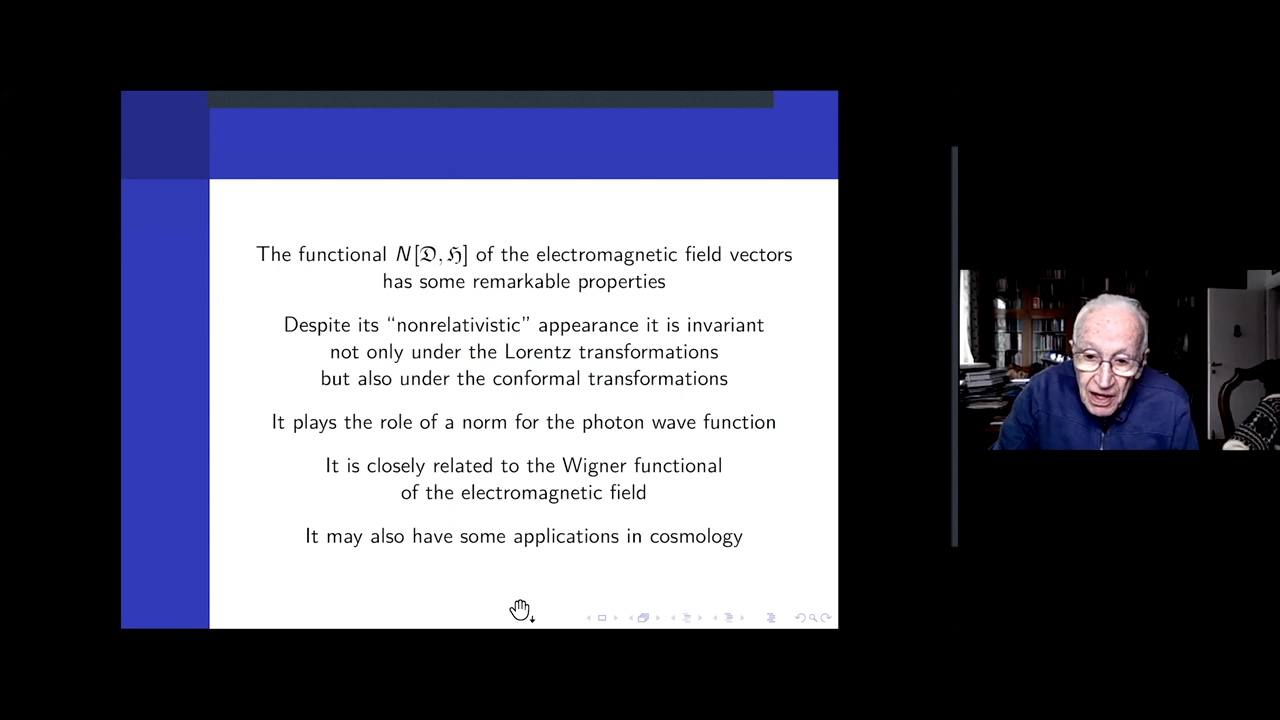 The functional N[𝔇, ℌ] of the electromagnetic field vectors
has some remarkable properties
Despite its “nonrelativistic” appearance it is invariant
not only under the Lorentz transformations
but also under the conformal transformations
It plays the role of a norm for the photon wave function
It is closely related to the Wigner functional
of the electromagnetic field
It may also have some applications in cosmology